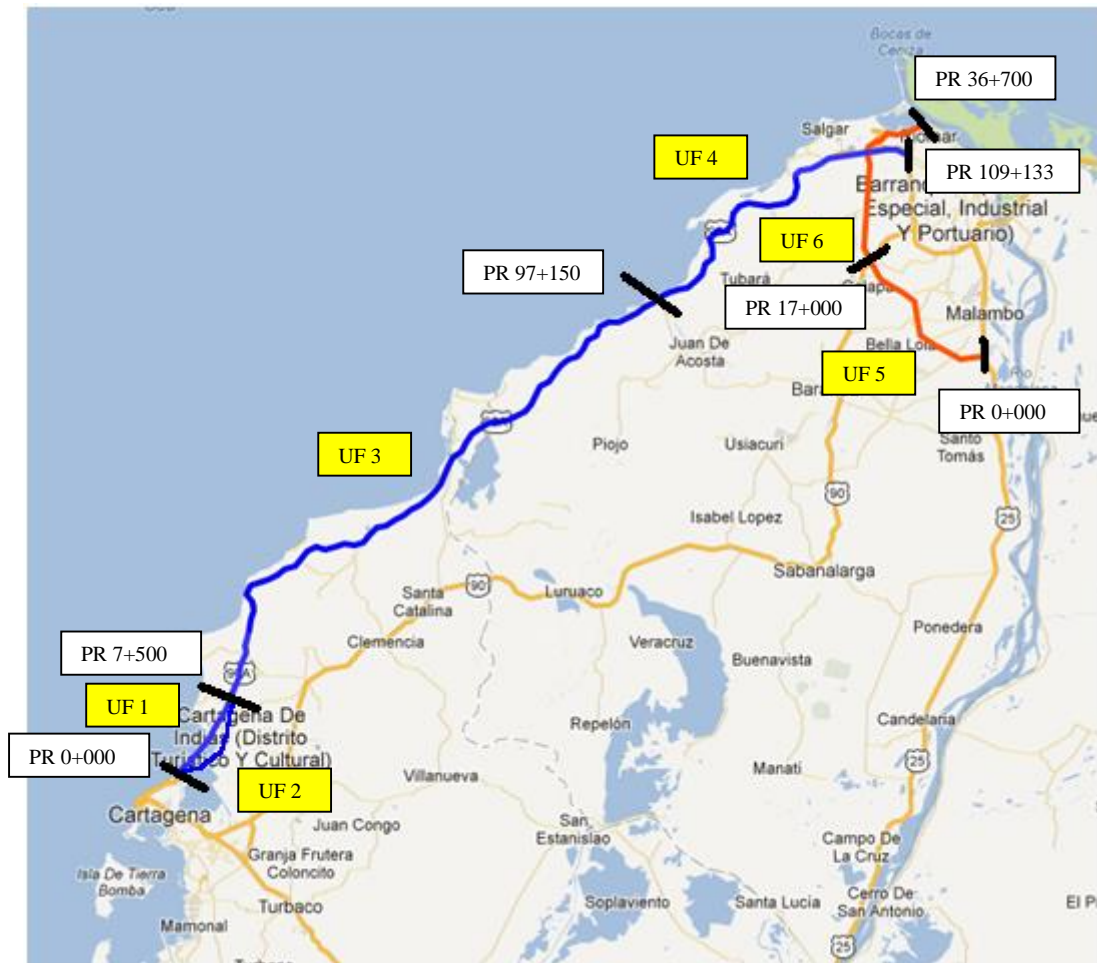 Bocas de
Ceniza
PR 36+700
Salgar
UF 4
PR 109+133
Especial, Industrial
Y Portuario)
UF 6
PR 97+150
Tubará
PR 17+000
Malambo
Juan De
Acosta
Bella Lola
UF 5
PR 0+000
UF 3
Piojo
Usiacuri
Santo
Tomás
90
25
Isabel Lopez
Sabanalarga
90
Santa
Catalina
Luruaco
Clemencia
Veracruz
Ponedera
PR 7+500
Buenavista
UF 1
Cartagena De
Indias (Distrito
Turístico Y Cultural)
Repelón
Candelaria
PR 0+000
25
Villanueva
Manatí
UF 2
Cartagena
Juan Congo
San
Estanislao
Campo De
La Cruz
Granja Frutera
Coloncito
Isla De Tierra
Bomba
Cerro De
San Antonio
Turbaco
Soplaviento
Santa Lucía
El P
Mamonal
25